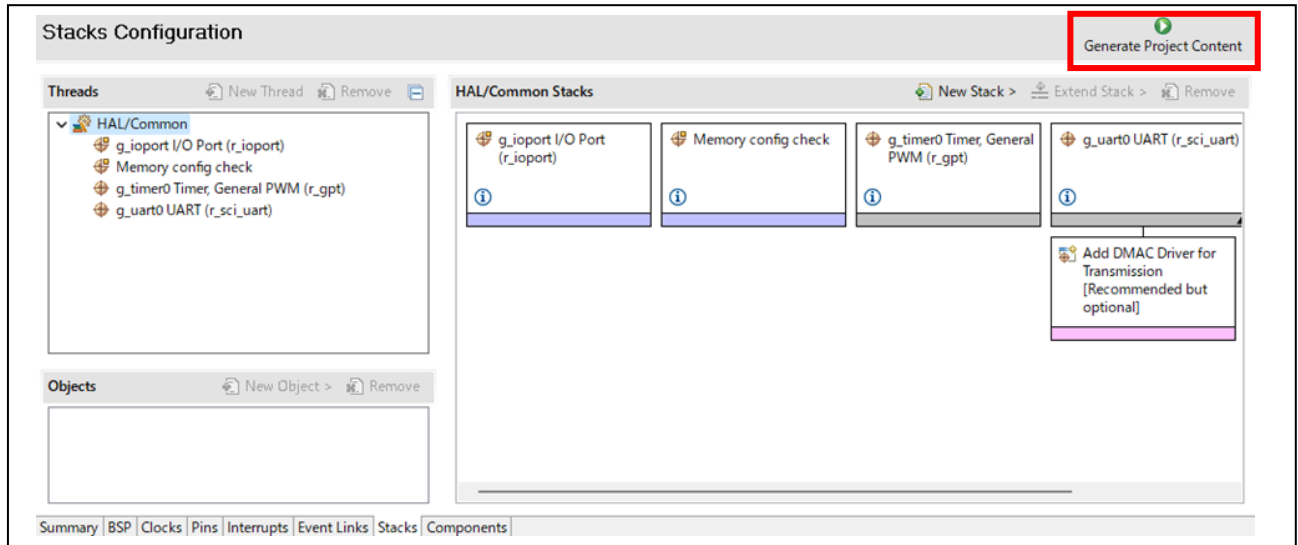 Stacks Configuration
Generate Project Content
Threads
New Thread
Remove
HAL/Common
g_ioport I/O Port (r_ioport)
Memory config check
g_timer0 Timer, General PWM (r_gpt)
g_uart0 UART (r_sci_uart)
Objects
New Object >
Remove
HAL/Common Stacks
New Stack >
Extend Stack >
Remove
g_ioport I/O Port
(r_ioport)
Memory config check
g_timer0 Timer, General
PWM (r_gpt)
g_uart0 UART (r_sci_uart)
Add DMAC Driver for
Transmission
[Recommended but
optional]
Summary BSP Clocks Pins Interrupts Event Links Stacks Components